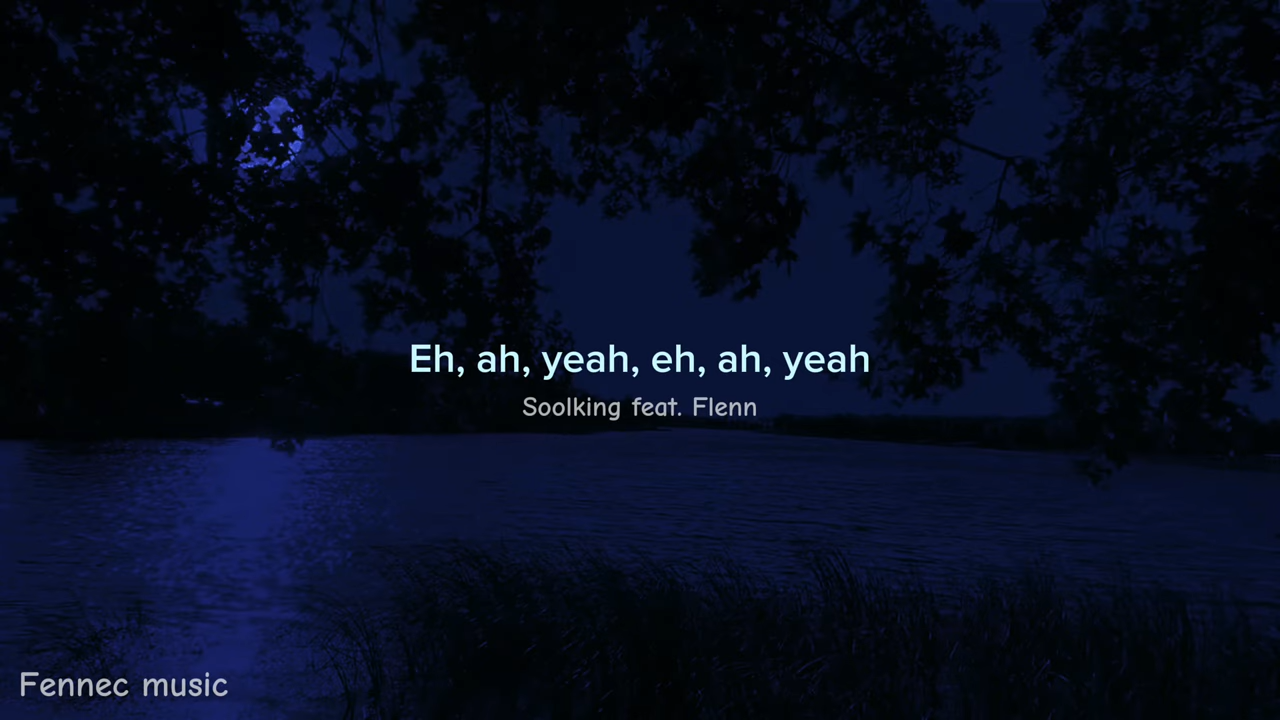 Eh, ah, yeah, eh, ah, yeah
Soolking feat. Flenn
Fennec music